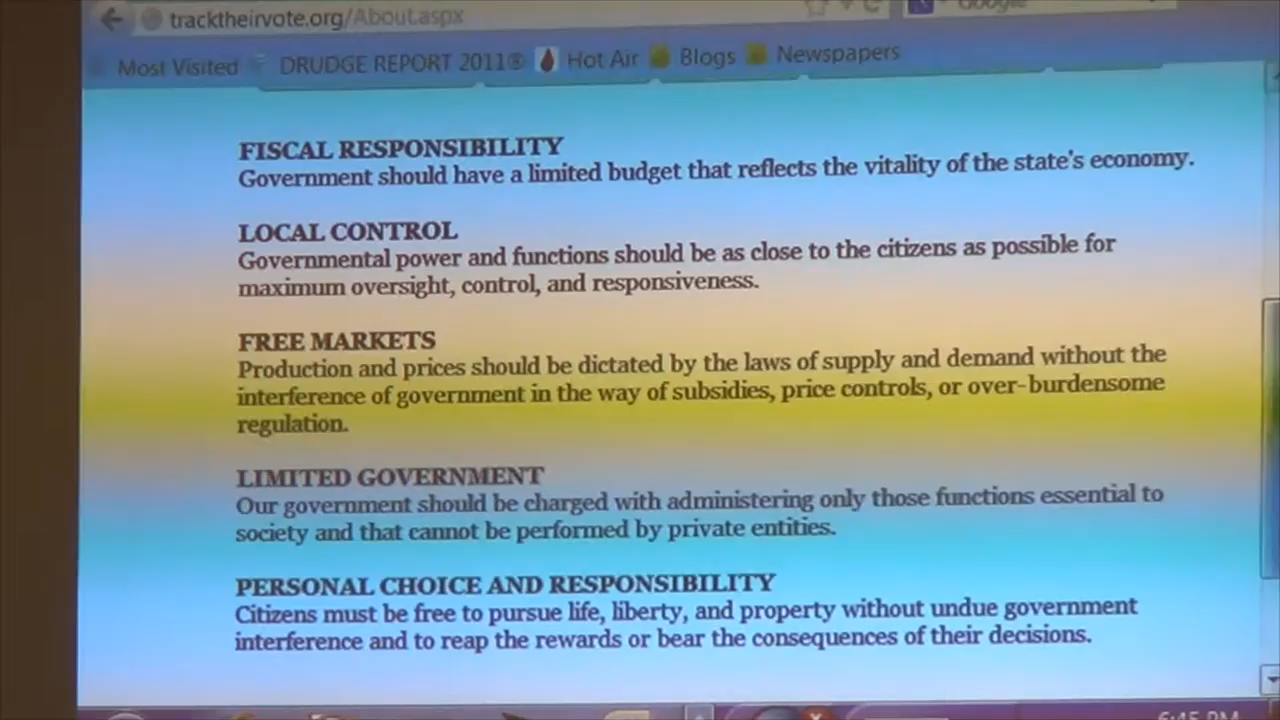 tracktheirvote.org/About.aspx
Google
Most Visited DRUDGE REPORT 2011® Hot Air Blogs Newspapers
FISCAL RESPONSIBILITY
Government should have a limited budget that reflects the vitality of the state's economy.
LOCAL CONTROL
Governmental power and functions should be as close to the citizens as possible for
maximum oversight, control, and responsiveness.
FREE MARKETS
Production and prices should be dictated by the laws of supply and demand without the
interference of government in the way of subsidies, price controls, or over-burdensome
regulation.
LIMITED GOVERNMENT
Our government should be charged with administering only those functions essential to
society and that cannot be performed by private entities.
PERSONAL CHOICE AND RESPONSIBILITY
Citizens must be free to pursue life, liberty, and property without undue government
interference and to reap the rewards or bear the consequences of their decisions.
6:45 PM